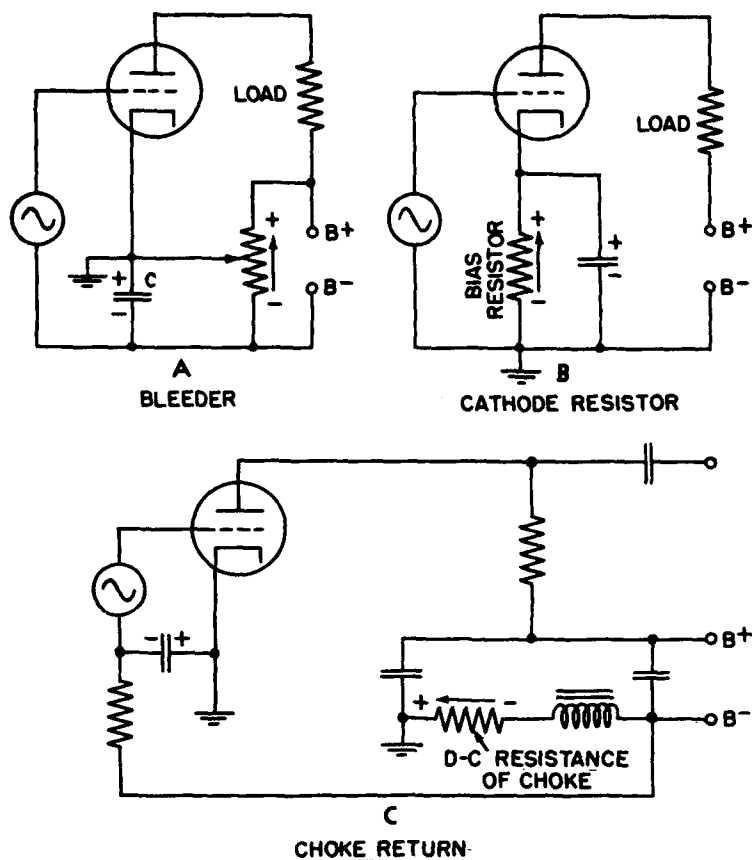 LOAD
+
-
+
C
-
B+
B-
A
BLEEDER
LOAD
BIAS
RESISTOR
+
-
+
-
B+
B-
B
CATHODE RESISTOR
- +
B+
+ -
B-
D-C RESISTANCE
OF CHOKE
C
CHOKE RETURN